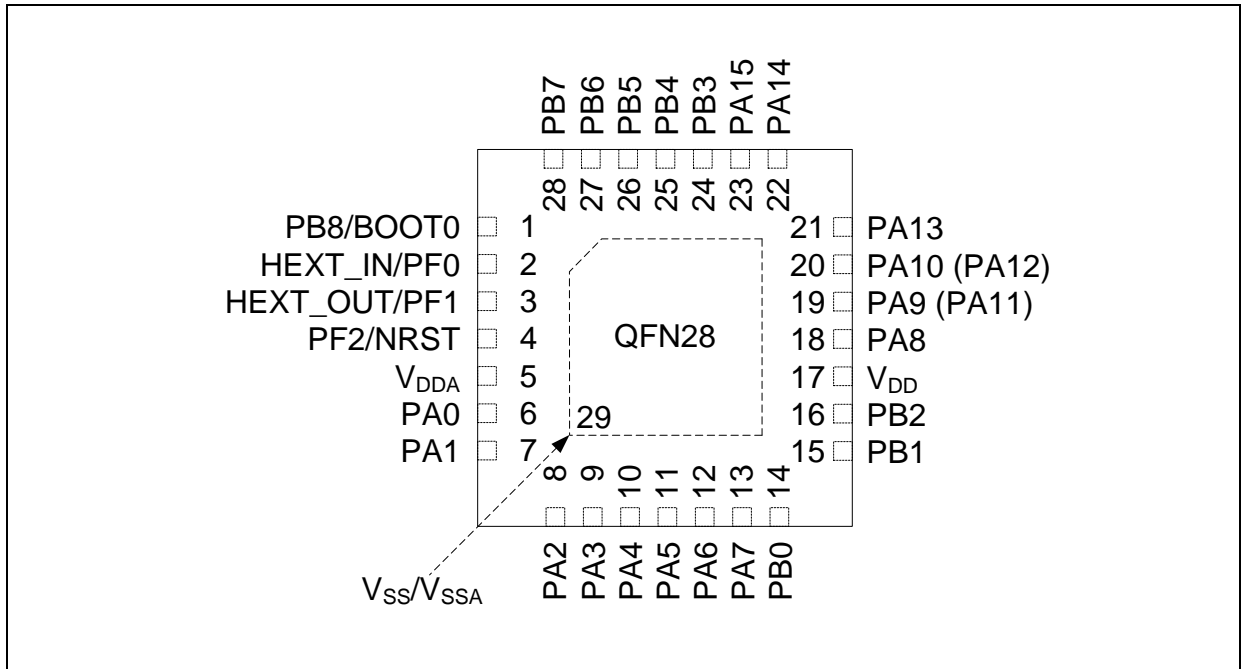 PB7
PB6
PB5
PB4
PB3
PA15
PA14
28
27
26
25
24
23
22
PB8/BOOT0 1
HEXT_IN/PF0 2
HEXT_OUT/PF1 3
PF2/NRST 4
VDDA 5
PA0 6
PA1 7
QFN28
29
21 PA13
20 PA10 (PA12)
19 PA9 (PA11)
18 PA8
17 VDD
16 PB2
15 PB1
8
9
10
11
12
13
14
PA2
PA3
PA4
PA5
PA6
PA7
PB0
VSS/VSSA